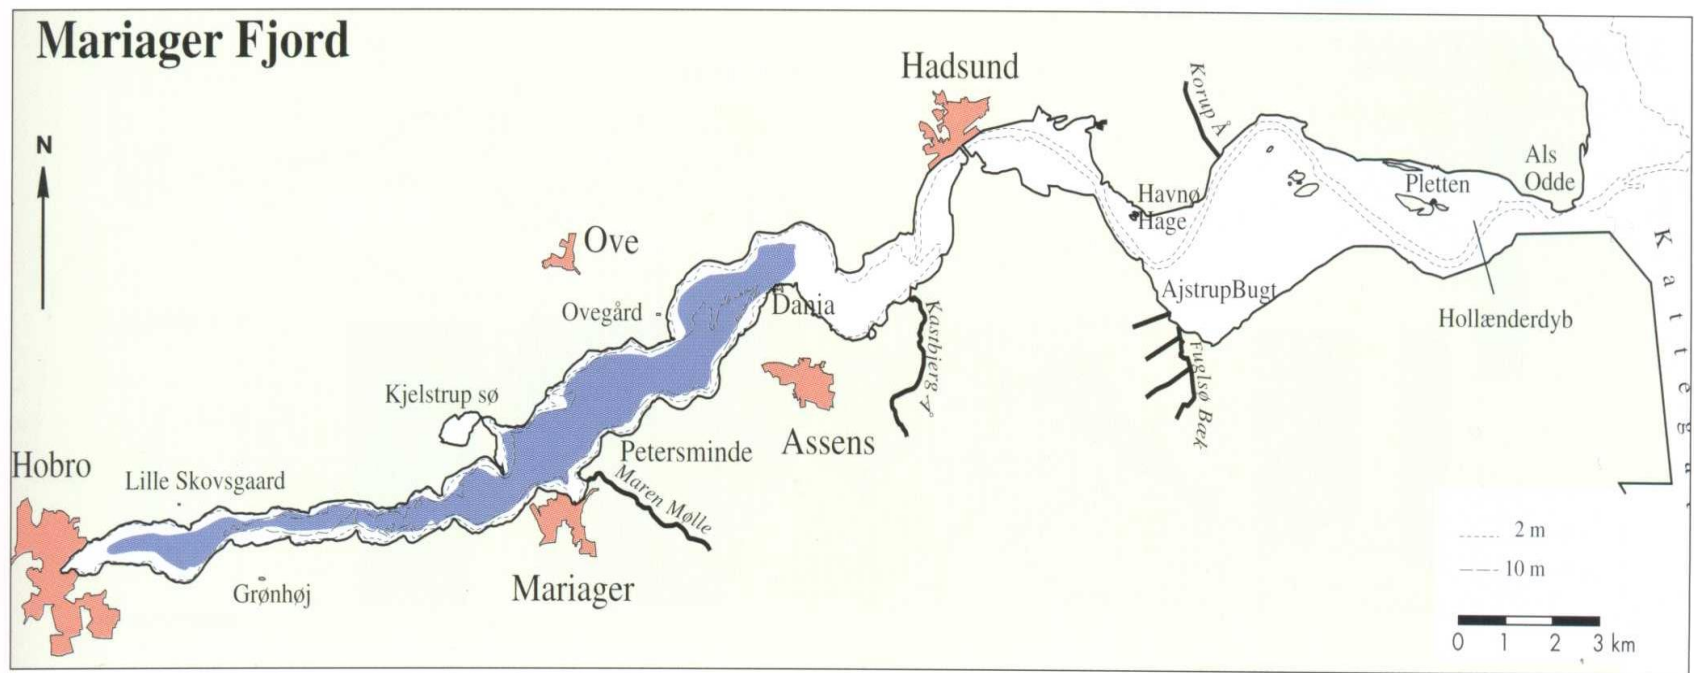 Mariager Fjord
N
Hadsund
Korup Å
Als
Odde
Pletten
Havnø
Hage
Kattega
Ove
AjstrupBugt
Dania
Ovegård
Hollænderdyb
Kastbjerg Å
Fuglsø Bæk
Kjelstrup sø
Assens
Petersminde
Hobro
Lille Skovsgaard
Maren Mølle
Mariager
Grønhøj
2 m
10 m
0 1 2 3 km